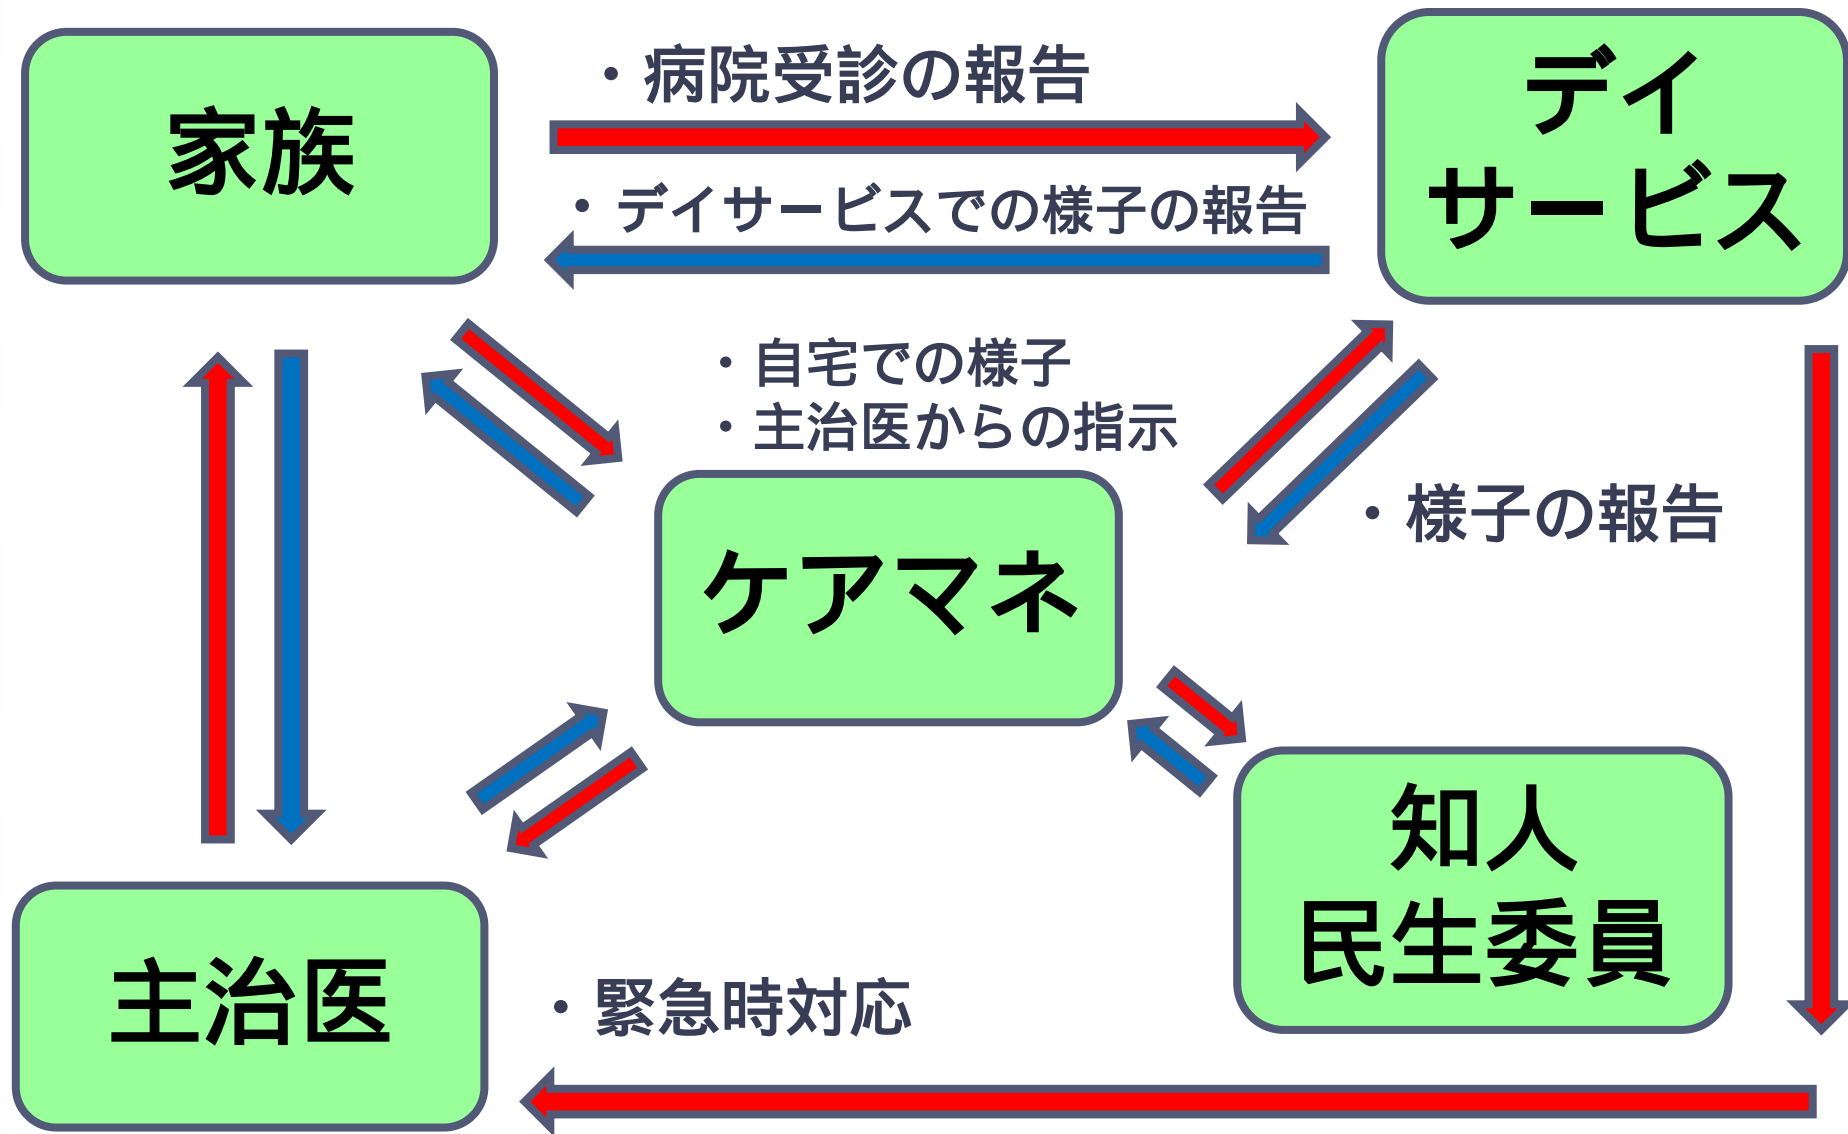 家族
・病院受診の報告
デイ
サービス
・デイサービスでの様子の報告
・自宅での様子
・主治医からの指示
・様子の報告
ケアマネ
知人
民生委員
主治医
・緊急時対応